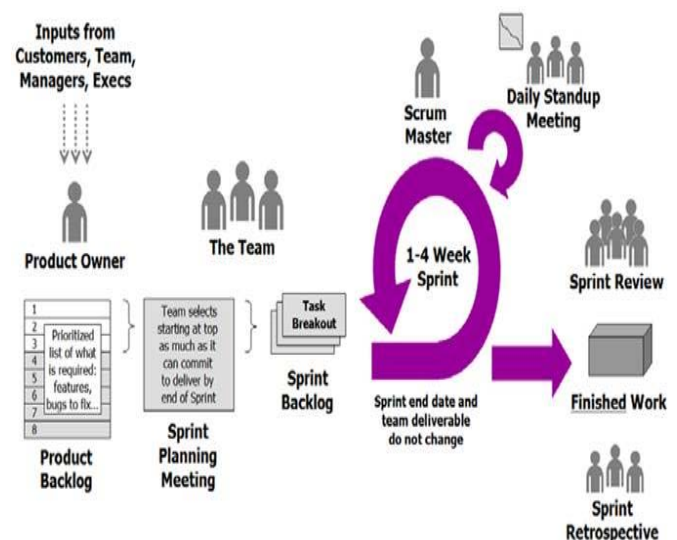 Inputs from
Customers, Team,
Managers, Execs
Product Owner
The Team
Scrum
Master
Daily Standup
Meeting
1-4 Week
Sprint
Sprint Review
1
2
3
4
5
6
7
8
Prioritized
list of what
is required:
features,
bugs to fix...
Product
Backlog
Team selects
starting at top
as much as it
can commit
to deliver by
end of Sprint
Sprint
Planning
Meeting
Task
Breakout
Sprint
Backlog
Sprint end date and
team deliverable
do not change
Finished Work
Sprint
Retrospective